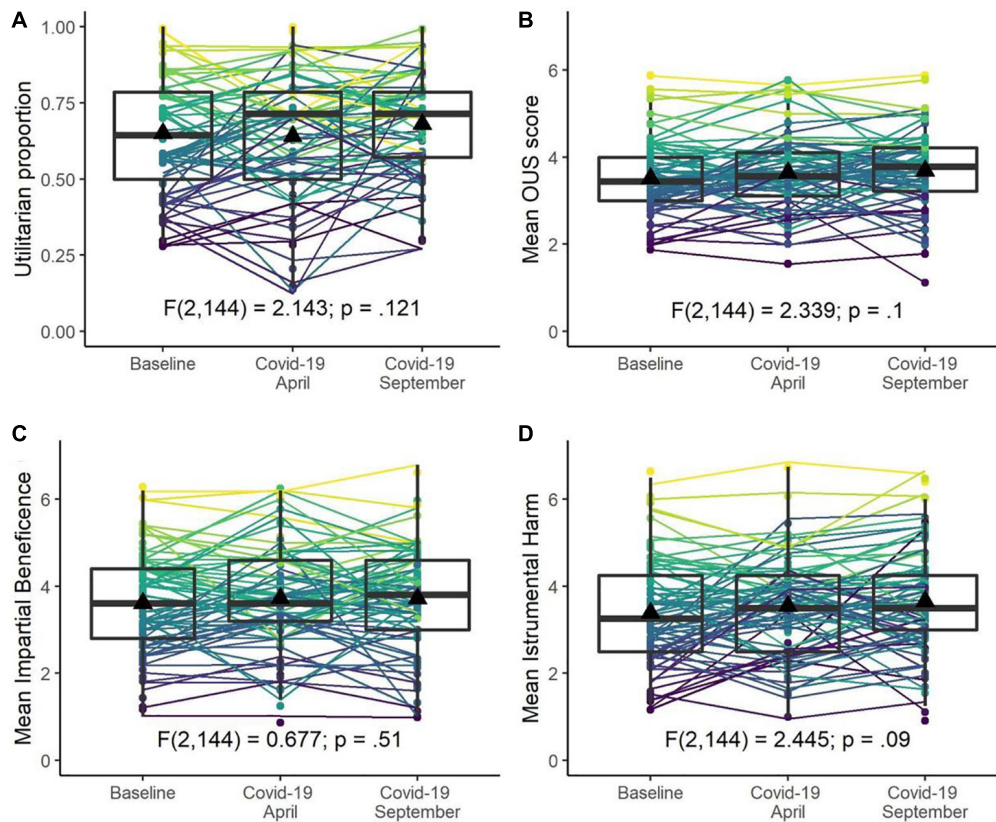 A
Utilitarian proportion
1.00
0.75
0.50
0.25
0.00
F(2,144) = 2.143; p = .121
Baseline
Covid-19
April
Covid-19
September
B
Mean OUS score
6
4
2
0
F(2,144) = 2.339; p = .1
Baseline
Covid-19
April
Covid-19
September
C
Mean Impartial Beneficence
6
4
2
0
F(2,144) = 0.677; p = .51
Baseline
Covid-19
April
Covid-19
September
D
Mean Istrumental Harm
6
4
2
0
F(2,144) = 2.445; p = .09
Baseline
Covid-19
April
Covid-19
September